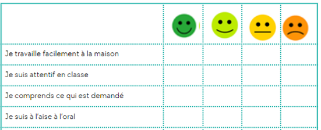 Je travaille facilement à la maison
Je suis attentif en classe
Je comprends ce qui est demandé
Je suis à l'aise à l'oral